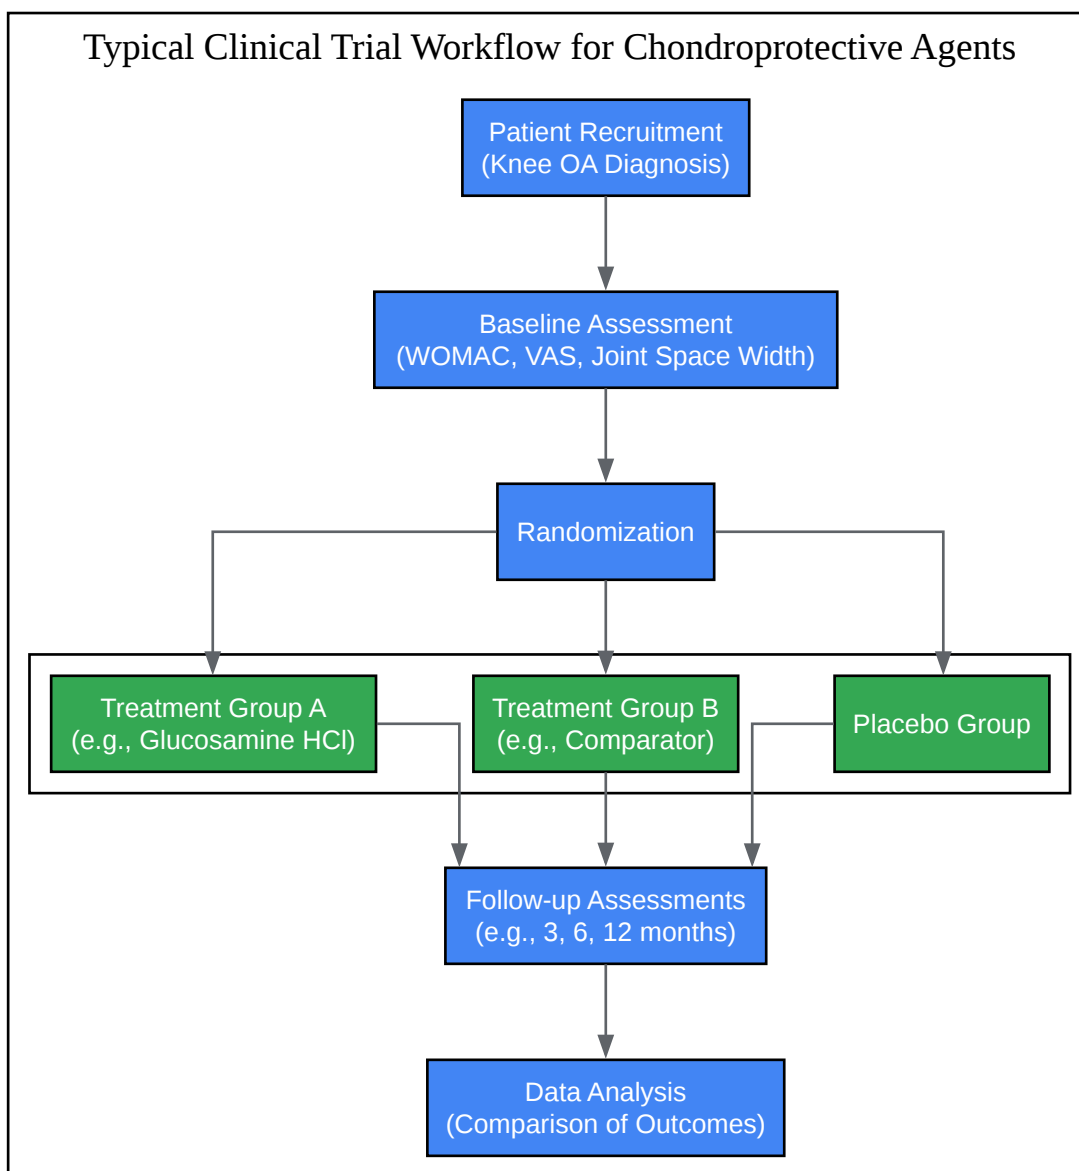 Typical Clinical Trial Workflow for Chondroprotective Agents
Patient Recruitment
(Knee OA Diagnosis)
Baseline Assessment
(WOMAC, VAS, Joint Space Width)
Randomization
Treatment Group A
(e.g., Glucosamine HCl)
Treatment Group B
(e.g., Comparator)
Placebo Group
Follow-up Assessments
(e.g., 3, 6, 12 months)
Data Analysis
(Comparison of Outcomes)